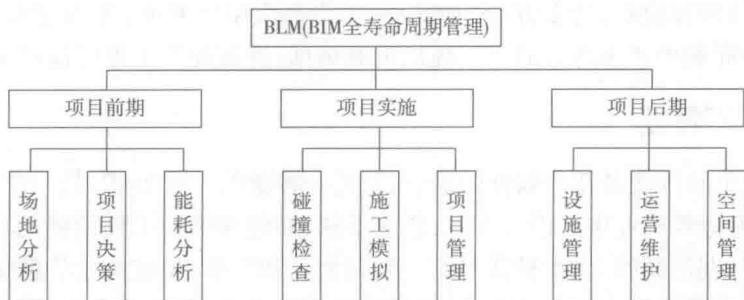 BLM(BIM全寿命周期管理)
项目前期
项目实施
项目后期
场地分析
项目决策
能耗分析
碰撞检查
施工模拟
项目管理
设施管理
运营维护
空间管理